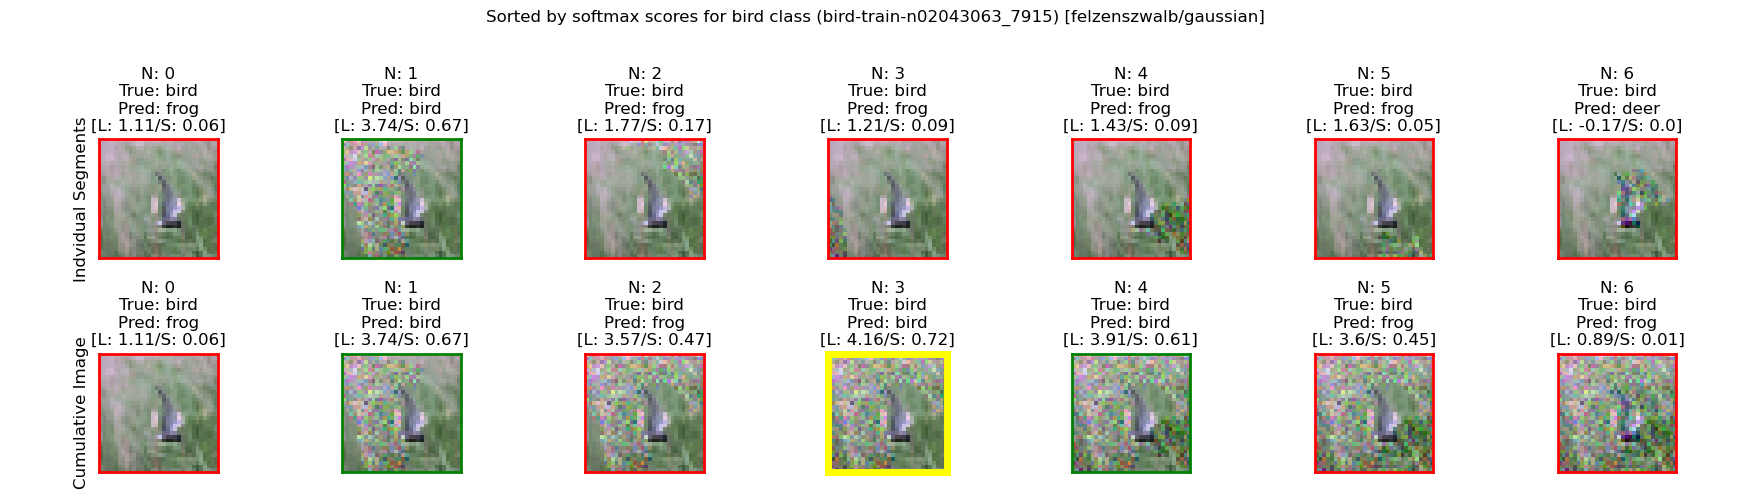 Sorted by softmax scores for bird class (bird-train-n02043063_7915) [felzenszwalb/gaussian]
Indvidual Segments
N: 0
True: bird
Pred: frog
[L: 1.11/S: 0.06]
N: 1
True: bird
Pred: bird
[L: 3.74/S: 0.67]
N: 2
True: bird
Pred: frog
[L: 1.77/S: 0.17]
N: 3
True: bird
Pred: frog
[L: 1.21/S: 0.09]
N: 4
True: bird
Pred: frog
[L: 1.43/S: 0.09]
N: 5
True: bird
Pred: frog
[L: 1.63/S: 0.05]
N: 6
True: bird
Pred: deer
[L: -0.17/S: 0.0]
Cumulative Image
N: 0
True: bird
Pred: frog
[L: 1.11/S: 0.06]
N: 1
True: bird
Pred: bird
[L: 3.74/S: 0.67]
N: 2
True: bird
Pred: frog
[L: 3.57/S: 0.47]
N: 3
True: bird
Pred: bird
[L: 4.16/S: 0.72]
N: 4
True: bird
Pred: bird
[L: 3.91/S: 0.61]
N: 5
True: bird
Pred: frog
[L: 3.6/S: 0.45]
N: 6
True: bird
Pred: frog
[L: 0.89/S: 0.01]